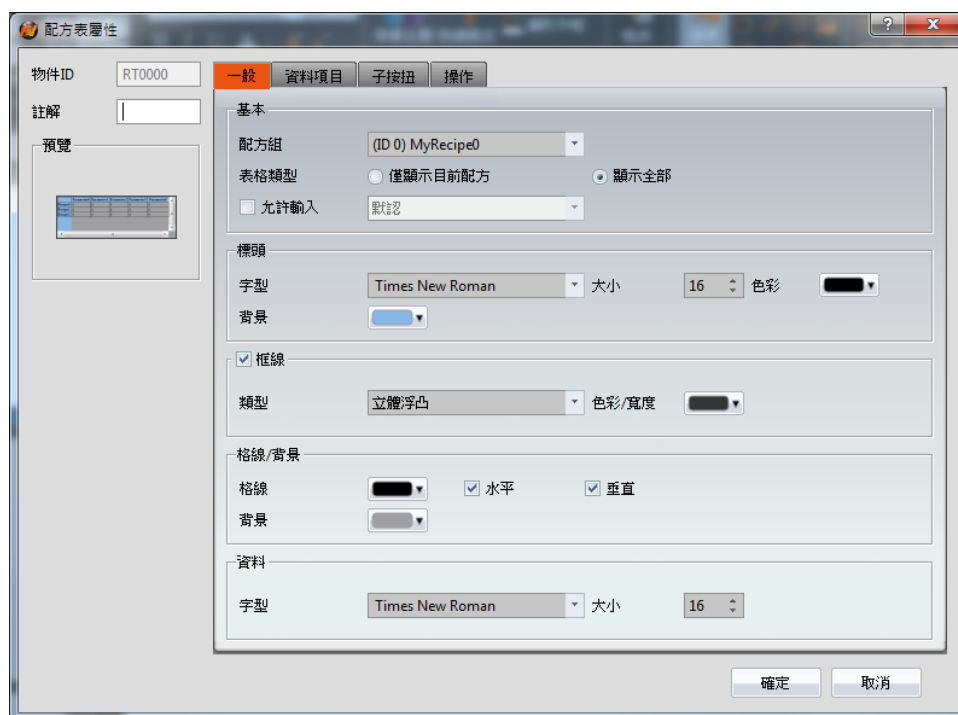 配方表屬性
?
X
物件ID RT0000
註解
預覽
一般 資料項目 子按扭 操作
基本
配方組 (ID 0) MyRecipe0
表格類型 僅顯示目前配方 顯示全部
允許輸入 默認
標頭
字型 Times New Roman 大小 16 色彩
背景
框線
類型 立體浮凸 色彩/寬度
格線/背景
格線 水平 垂直
背景
資料
字型 Times New Roman 大小 16
確定 取消